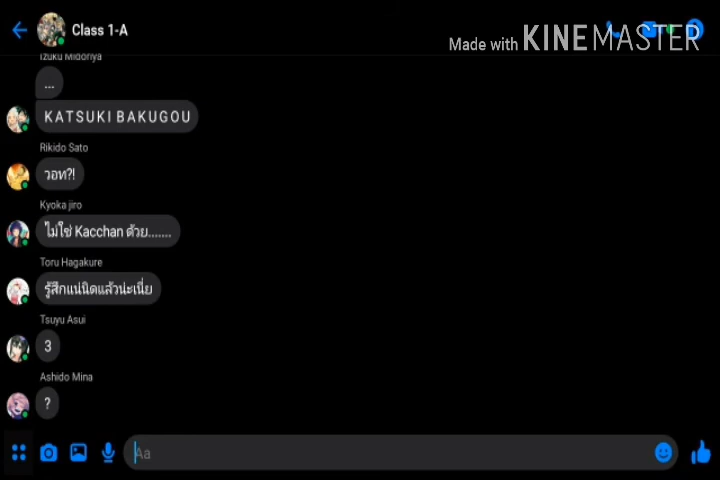 Class 1-A
Made with KINEMASTER
Izuku Midoriya
...
KATSUKI BAKUGOU
Rikido Sato
วอท?!
Kyoka jiro
ไม่ใช่ Kacchan ด้วย.......
Toru Hagakure
รู้สึกแน่นิดแล้วน่ะเนี่ย
Tsuyu Asui
3
Ashido Mina
?
Aa